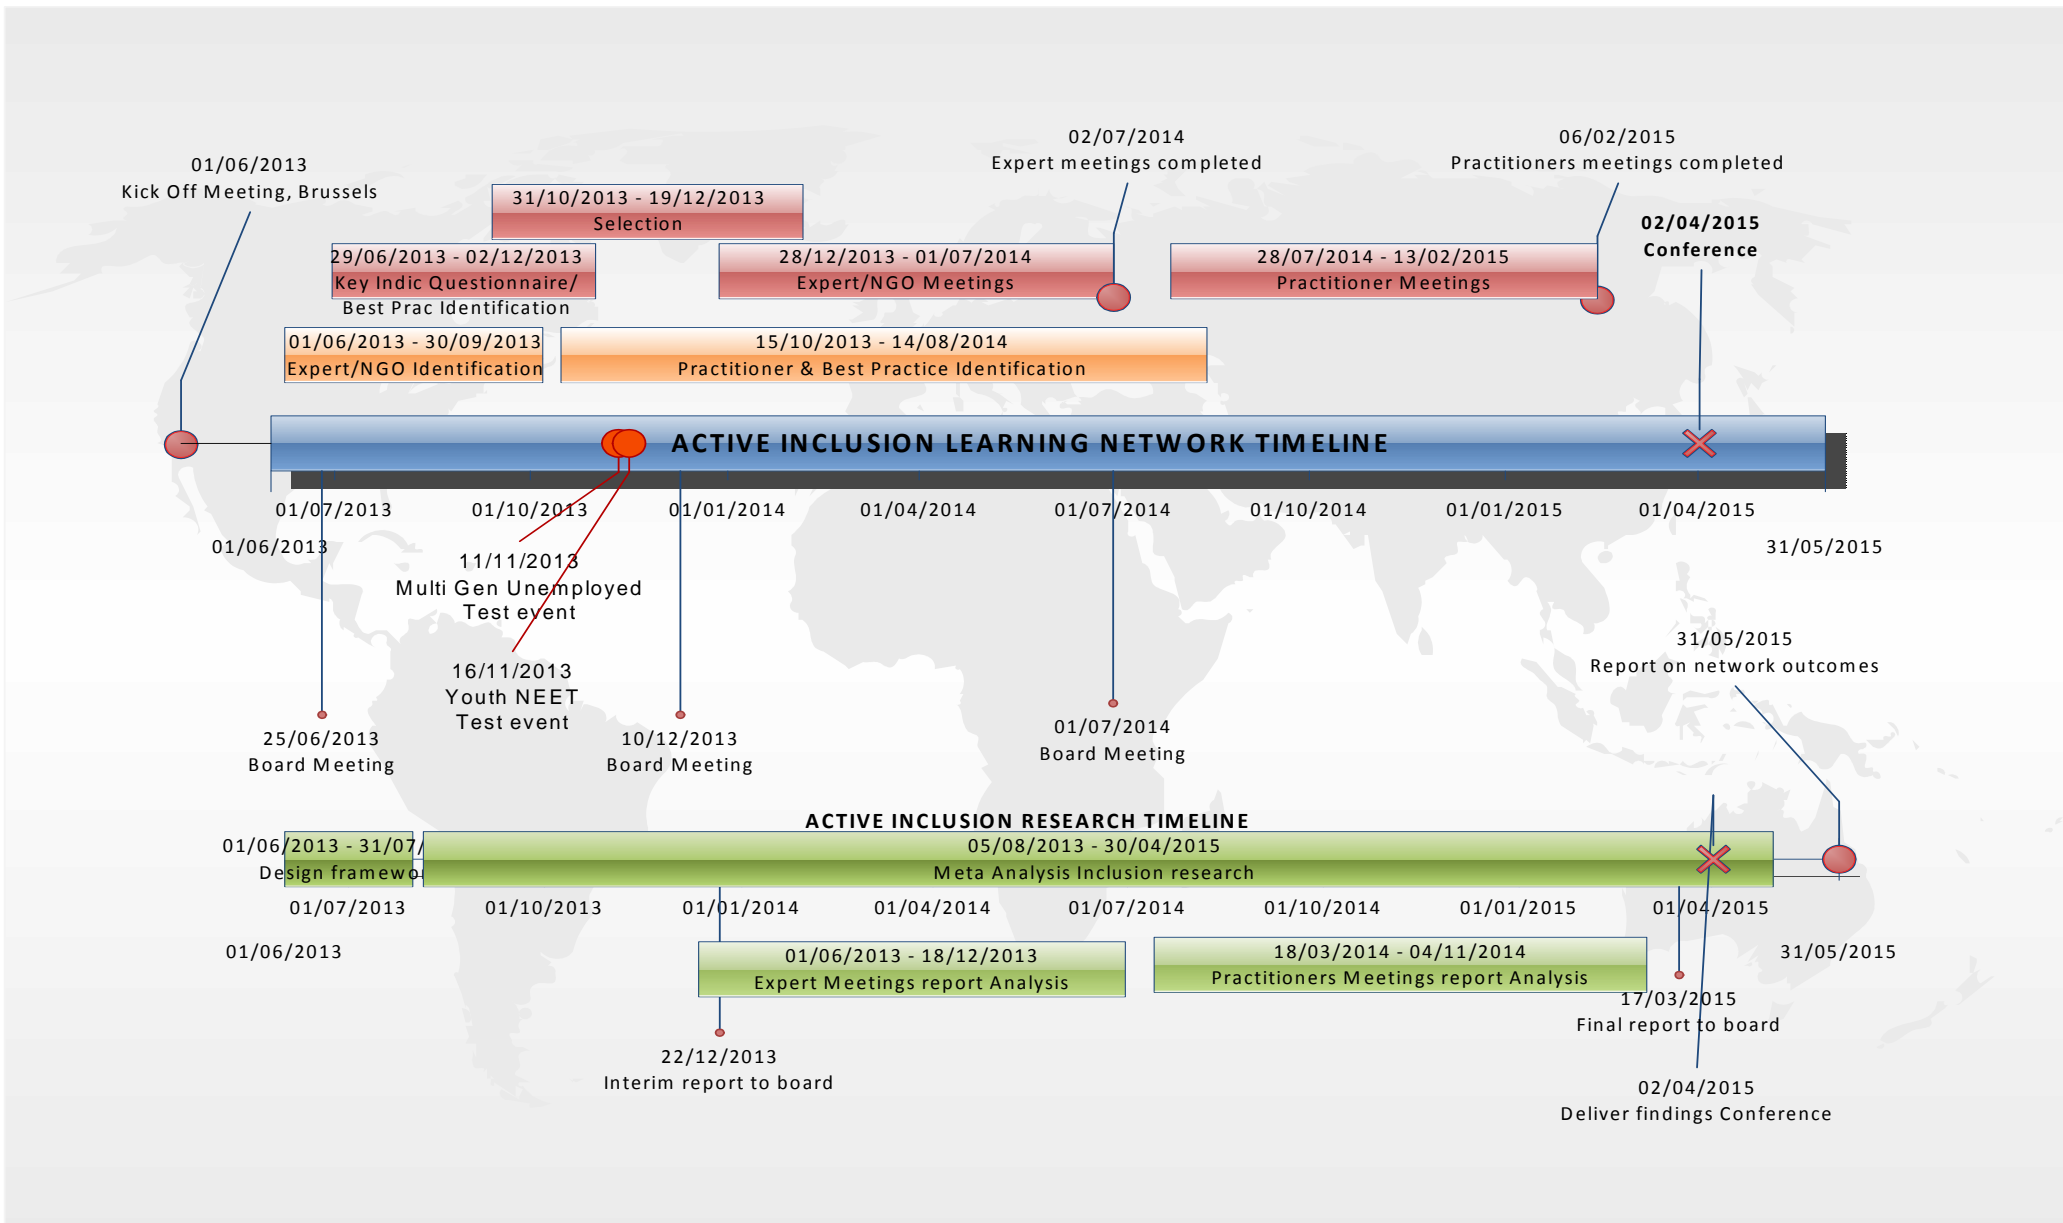 01/06/2013
Kick Off Meeting, Brussels
02/07/2014
Expert meetings completed
06/02/2015
Practitioners meetings completed
31/10/2013 - 19/12/2013
Selection
02/04/2015
Conference
29/06/2013 - 02/12/2013
Key Indic Questionnaire/
Best Prac Identification
28/12/2013 - 01/07/2014
Expert/NGO Meetings
28/07/2014 - 13/02/2015
Practitioner Meetings
01/06/2013 - 30/09/2013
Expert/NGO Identification
15/10/2013 - 14/08/2014
Practitioner & Best Practice Identification
ACTIVE INCLUSION LEARNING NETWORK TIMELINE
01/07/2013
01/10/2013
01/01/2014
01/04/2014
01/07/2014
01/10/2014
01/01/2015
01/04/2015
01/06/2013
31/05/2015
11/11/2013
Multi Gen Unemployed
Test event
16/11/2013
Youth NEET
Test event
25/06/2013
Board Meeting
10/12/2013
Board Meeting
01/07/2014
Board Meeting
31/05/2015
Report on network outcomes
ACTIVE INCLUSION RESEARCH TIMELINE
01/06/2013 - 31/07/
Design framewo
05/08/2013 - 30/04/2015
Meta Analysis Inclusion research
01/07/2013
01/10/2013
01/01/2014
01/04/2014
01/07/2014
01/10/2014
01/01/2015
01/04/2015
01/06/2013
31/05/2015
01/06/2013 - 18/12/2013
Expert Meetings report Analysis
18/03/2014 - 04/11/2014
Practitioners Meetings report Analysis
17/03/2015
Final report to board
22/12/2013
Interim report to board
02/04/2015
Deliver findings Conference